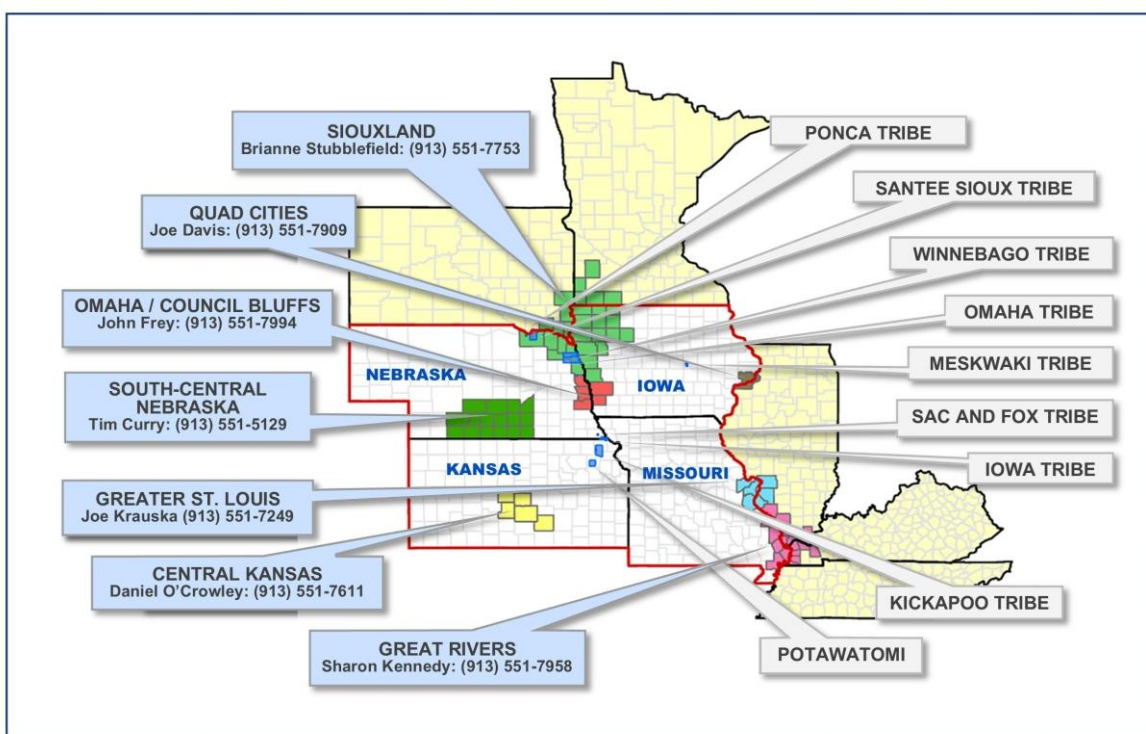 SIOUXLAND
Brianne Stubblefield: (913) 551-7753
QUAD CITIES
Joe Davis: (913) 551-7909
OMAHA / COUNCIL BLUFFS
John Frey: (913) 551-7994
SOUTH-CENTRAL
NEBRASKA
Tim Curry: (913) 551-5129
GREATER ST. LOUIS
Joe Krauska (913) 551-7249
CENTRAL KANSAS
Daniel O'Crowley: (913) 551-7611
GREAT RIVERS
Sharon Kennedy: (913) 551-7958
NEBRASKA
IOWA
KANSAS
MISSOURI
PONCA TRIBE
SANTEE SIOUX TRIBE
WINNEBAGO TRIBE
OMAHA TRIBE
MESKWAKI TRIBE
SAC AND FOX TRIBE
IOWA TRIBE
KICKAPOO TRIBE
POTAWATOMI